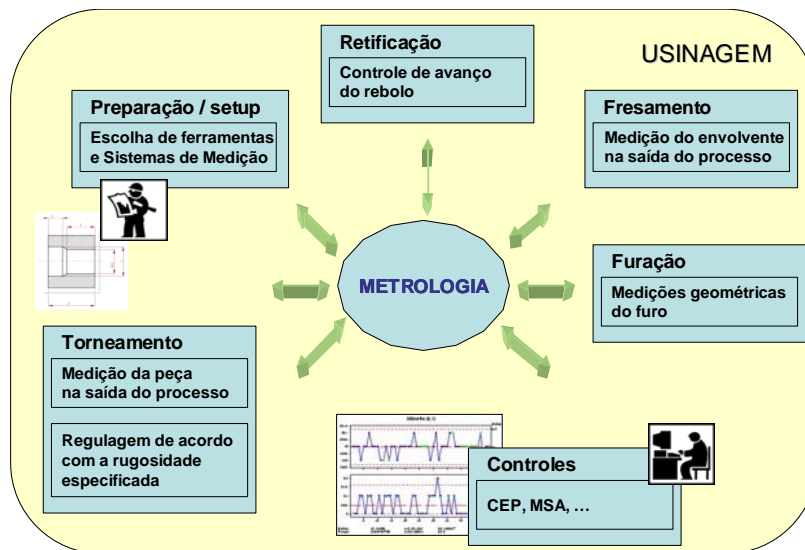 USINAGEM
Retificação
Controle de avanço
do rebolo
Preparação / setup
Escolha de ferramentas
e Sistemas de Medição
Fresamento
Medição do envolvente
na saída do processo
METROLOGIA
Furação
Medições geométricas
do furo
Torneamento
Medição da peça
na saída do processo
Regulagem de acordo
com a rugosidade
especificada
Controles
CEP, MSA, ...